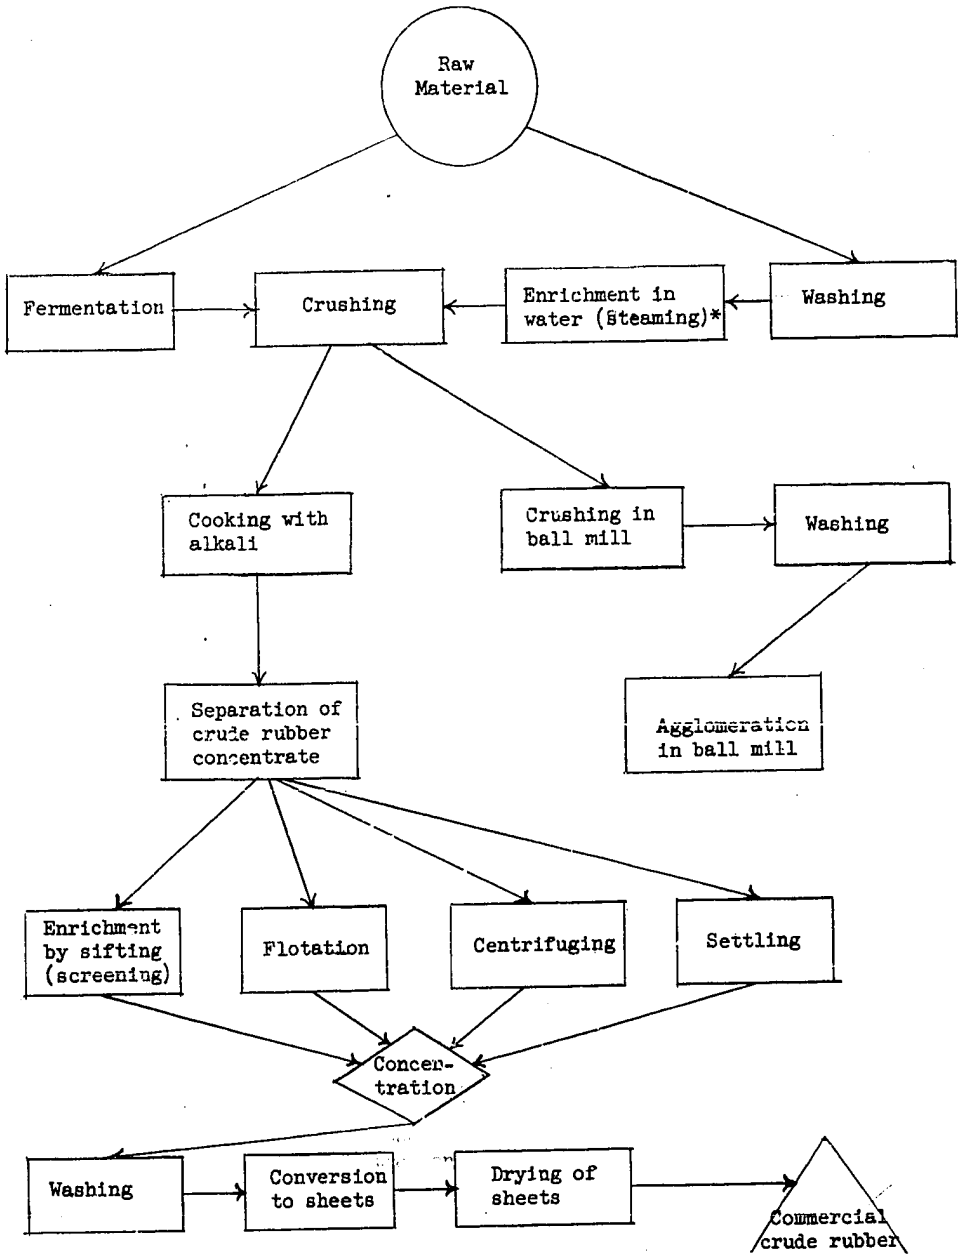 Raw
Material
Fermentation
Crushing
Enrichment in
water (steaming)*
Washing
Cooking with
alkali
Crushing in
ball mill
Washing
Separation of
crude rubber
concentrate
Agglomeration
in ball mill
Enrichment
by sifting
(screening)
Flotation
Centrifuging
Settling
Concen-
tration
Washing
Conversion
to sheets
Drying of
sheets
Commercial
crude rubber